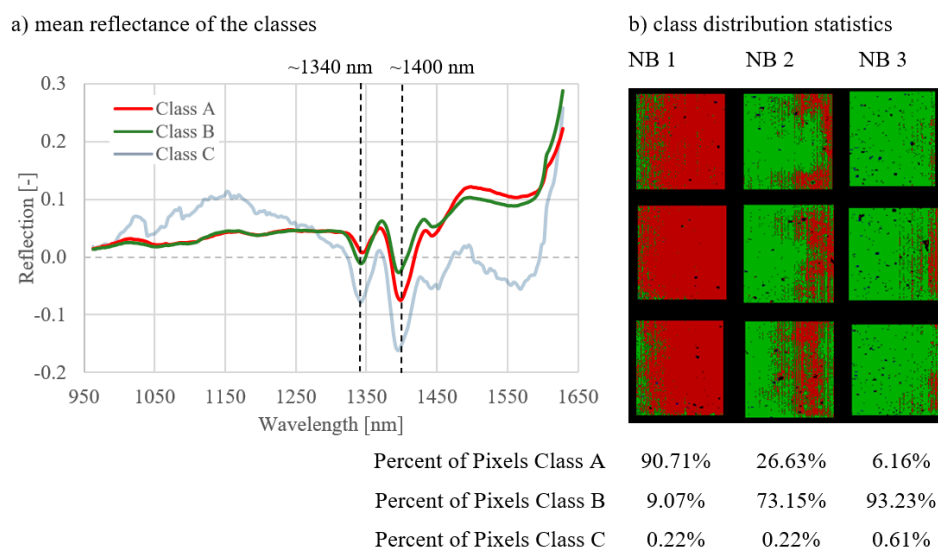 a) mean reflectance of the classes
b) class distribution statistics
~1340 nm ~1400 nm
NB 1 NB 2 NB 3
0.3
0.2
0.1
0.0
-0.1
-0.2
Reflection [-]
Class A
Class B
Class C
950 1050 1150 1250 1350 1450 1550 1650
Wavelength [nm]
Percent of Pixels Class A 90.71% 26.63% 6.16%
Percent of Pixels Class B 9.07% 73.15% 93.23%
Percent of Pixels Class C 0.22% 0.22% 0.61%